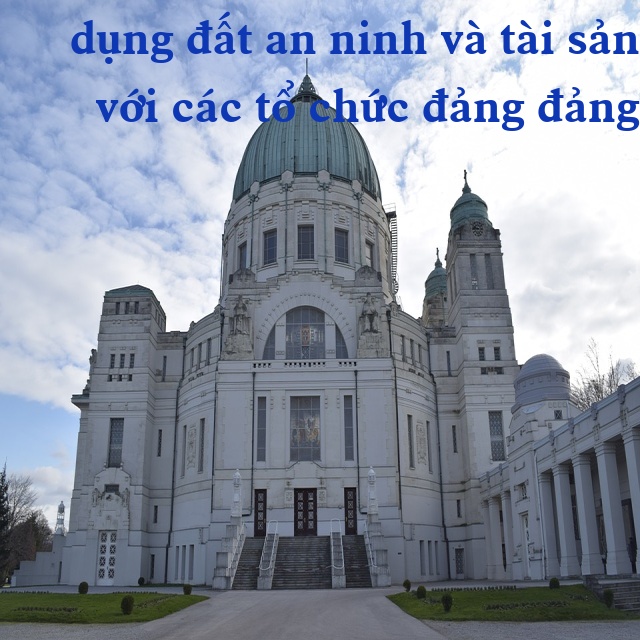 dụng đất an ninh và tài sản
với các tổ chức đảng đảng